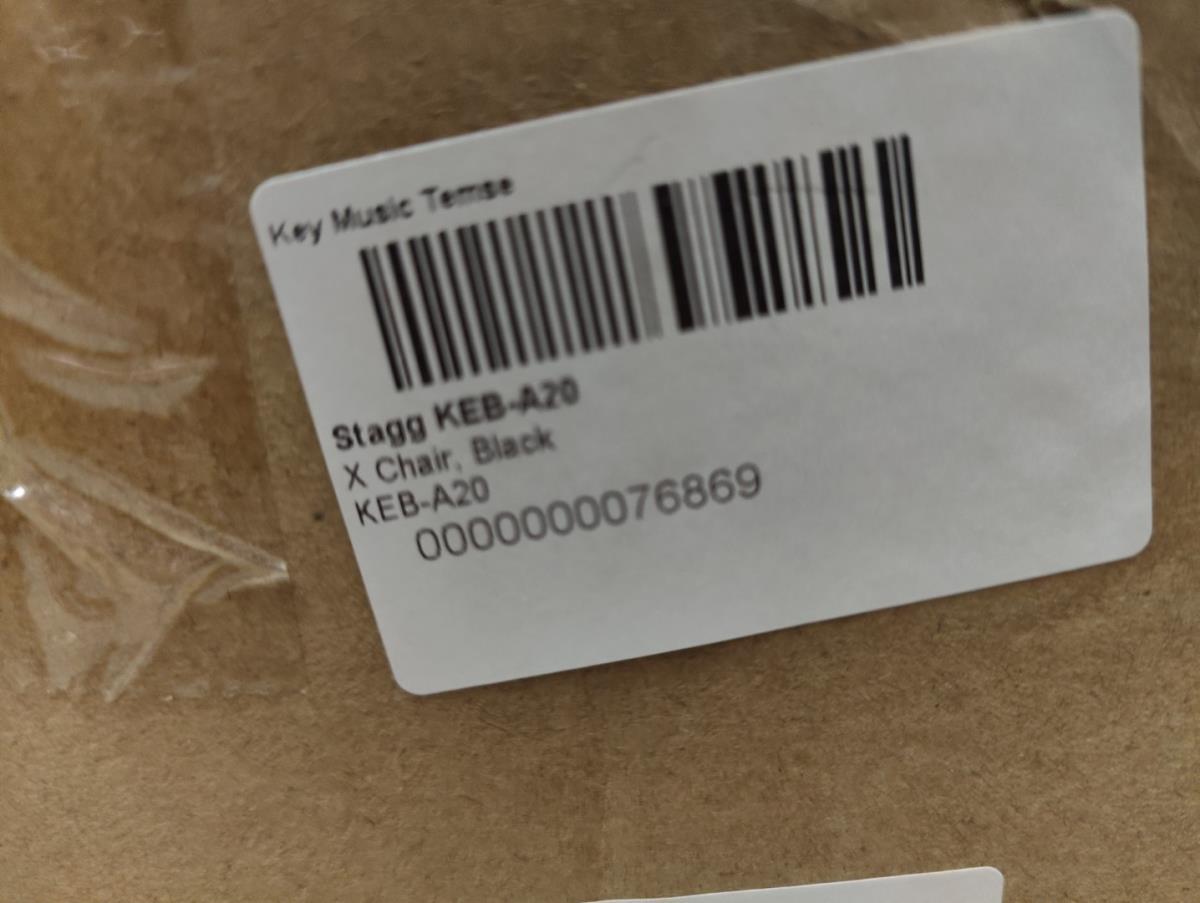 Key Music Temse
Stagg KEB-A20
X Chair, Black
KEB-A20
0000000076869